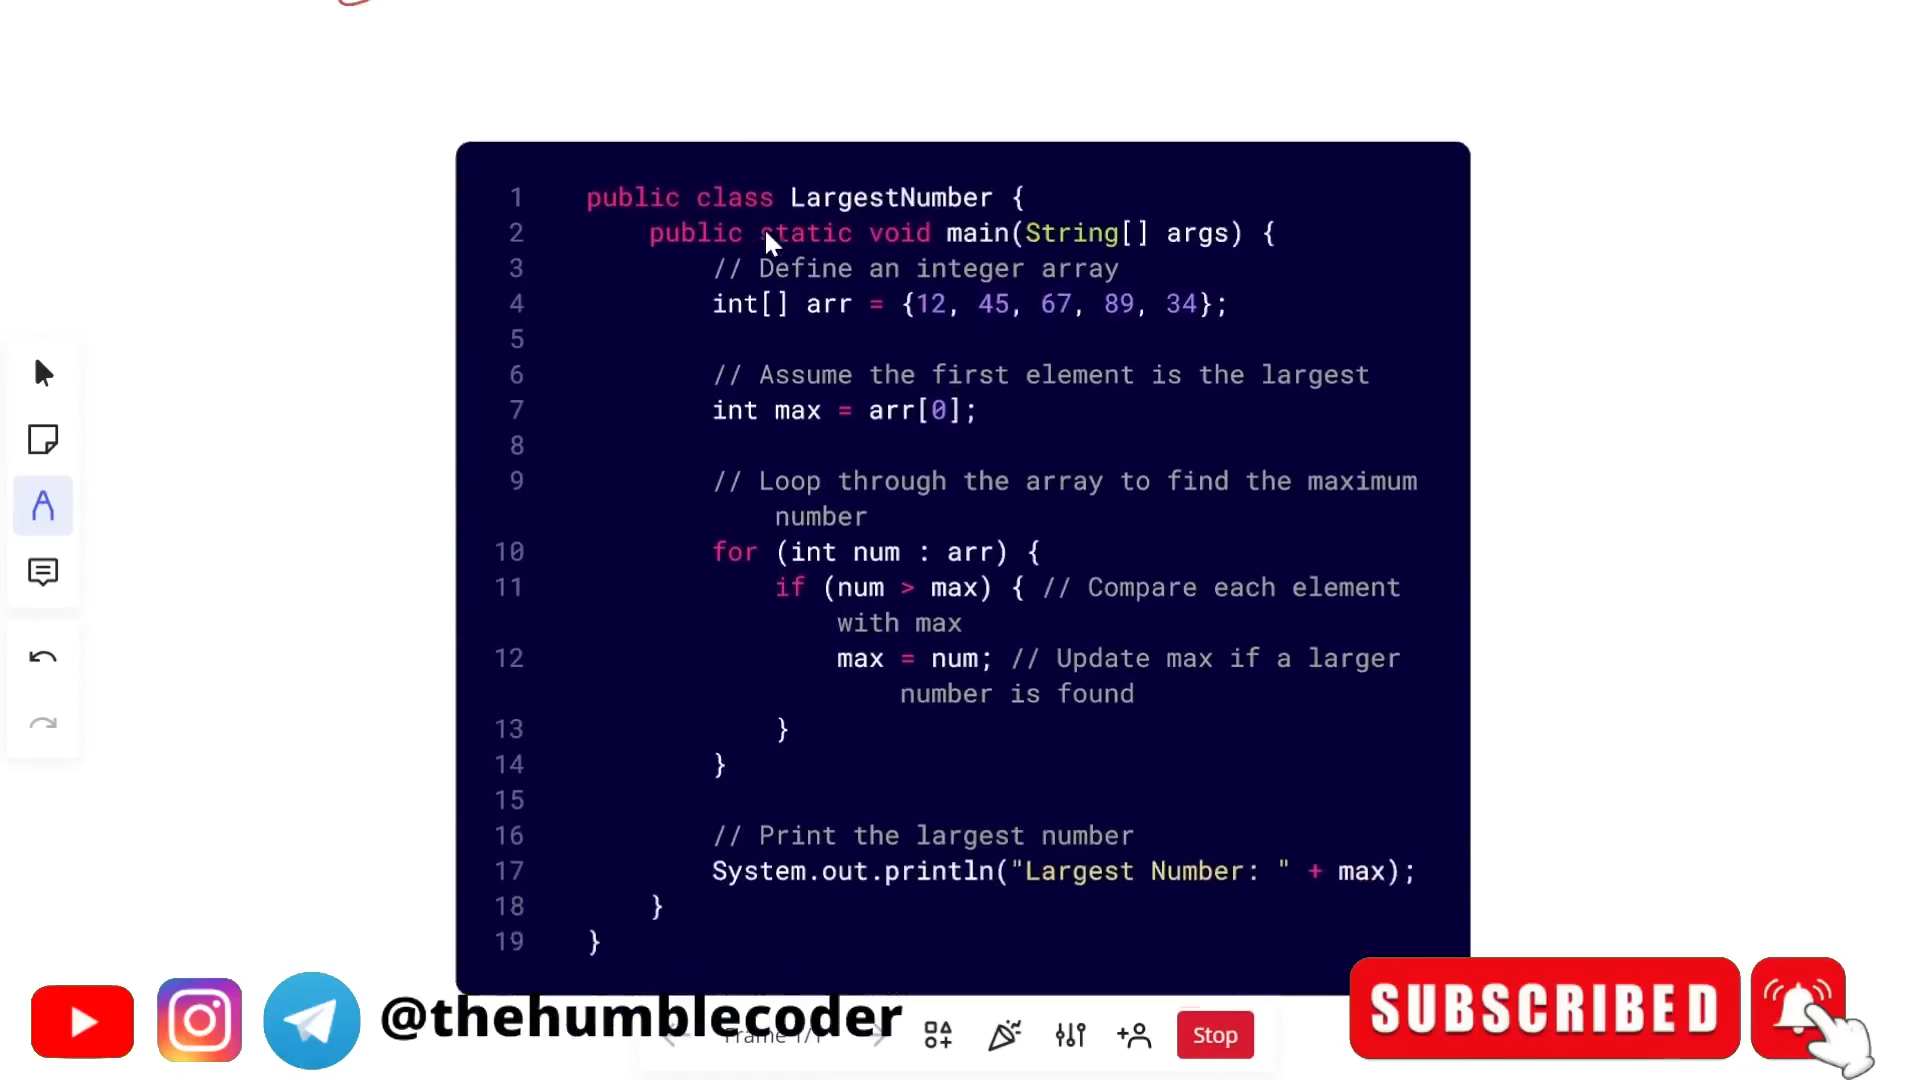 1 public class LargestNumber {
2 public static void main(String[] args) {
3 // Define an integer array
4 int[] arr = {12, 45, 67, 89, 34};
5
6 // Assume the first element is the largest
7 int max = arr[0];
8
9 // Loop through the array to find the maximum
number
10 for (int num : arr) {
11 if (num > max) { // Compare each element
with max
12 max = num; // Update max if a larger
number is found
13 }
14 }
15
16 // Print the largest number
17 System.out.println("Largest Number: " + max);
18 }
19 }
@thehumblecoder
Frame 1/1
Stop
SUBSCRIBED